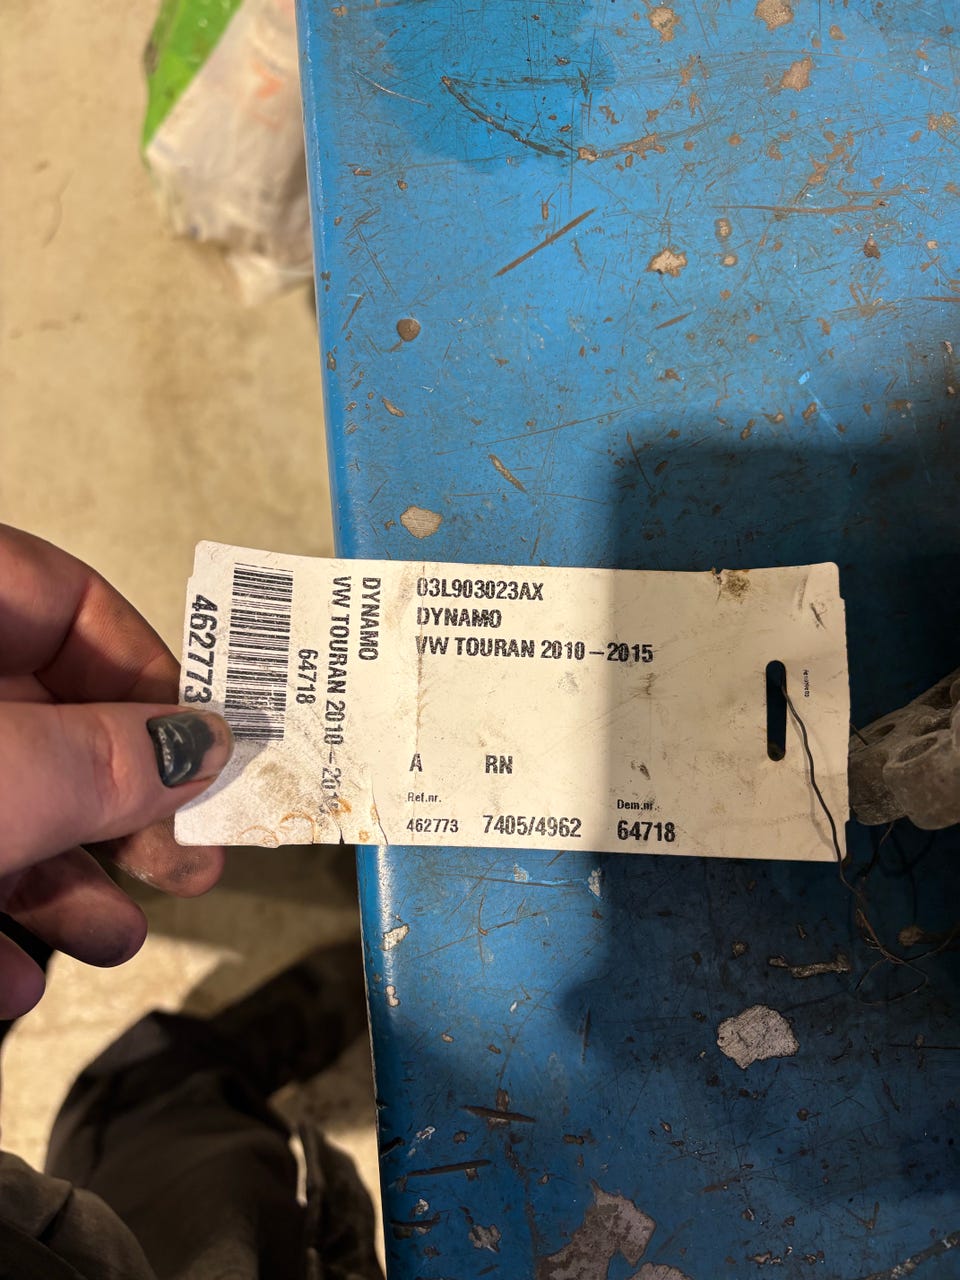 03L903023AX
DYNAMO
VW TOURAN 2010-2015
A RN
Ref.nr. Dem.nr.
462773 7405/4962 64718
DYNAMO
VW TOURAN 2010-201
64718
462773